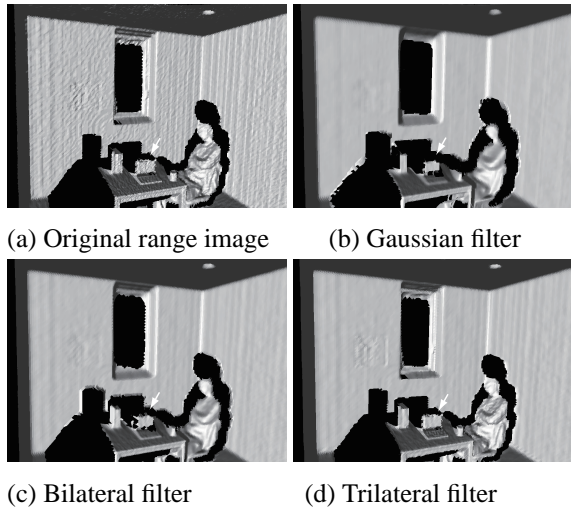 (a) Original range image
(b) Gaussian filter
(c) Bilateral filter
(d) Trilateral filter